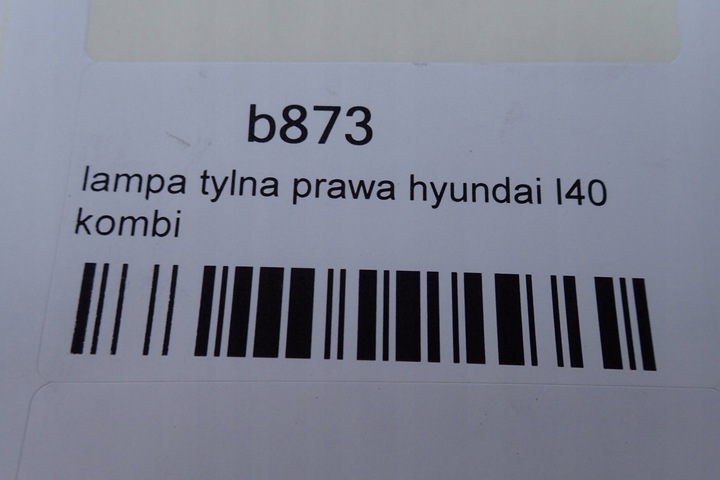 b873
lampa tylna prawa hyundai I40
kombi